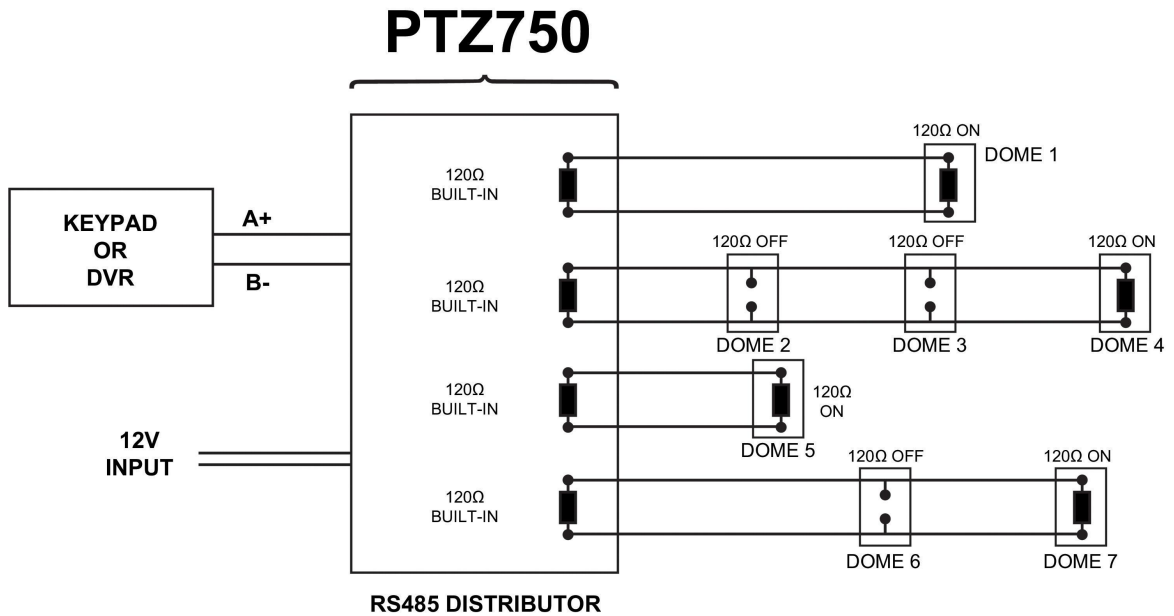 PTZ750
120Ω ON
DOME 1
120Ω
BUILT-IN
KEYPAD
OR
DVR
A+
B-
120Ω OFF
120Ω OFF
120Ω ON
120Ω
BUILT-IN
DOME 2
DOME 3
DOME 4
120Ω
BUILT-IN
120Ω
ON
DOME 5
12V
INPUT
120Ω OFF
120Ω ON
120Ω
BUILT-IN
DOME 6
DOME 7
RS485 DISTRIBUTOR